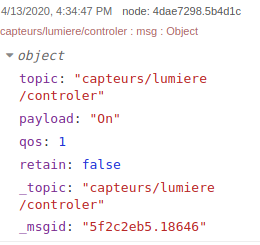 4/13/2020, 4:34:47 PM node: 4dae7298.5b4d1c
capteurs/lumiere/controler : msg : Object
object
topic: "capteurs/lumiere
/controler"
payload: "On"
qos: 1
retain: false
_topic: "capteurs/lumiere
/controler"
_msgid: "5f2c2eb5.18646"